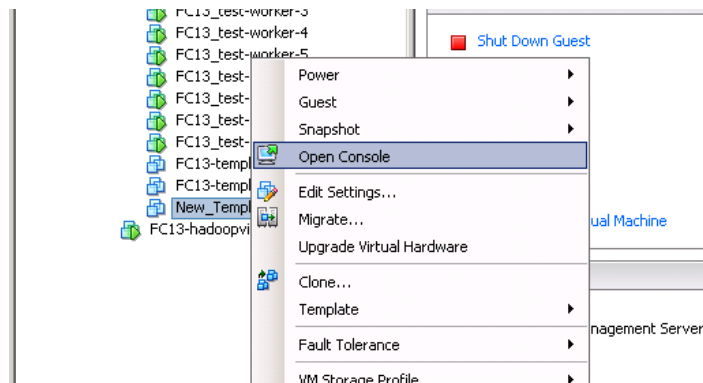 FC13_test-worker-3
FC13_test-worker-4
FC13_test-worker-5
FC13_test-
FC13_test-
FC13_test-
FC13_test-
FC13-templ
FC13-templ
New_Templ
FC13-hadoopvi
Shut Down Guest
Power
Guest
Snapshot
Open Console
Edit Settings...
Migrate...
Upgrade Virtual Hardware
Clone...
Template
Fault Tolerance
VM Storage Profile
ual Machine
nagement Server